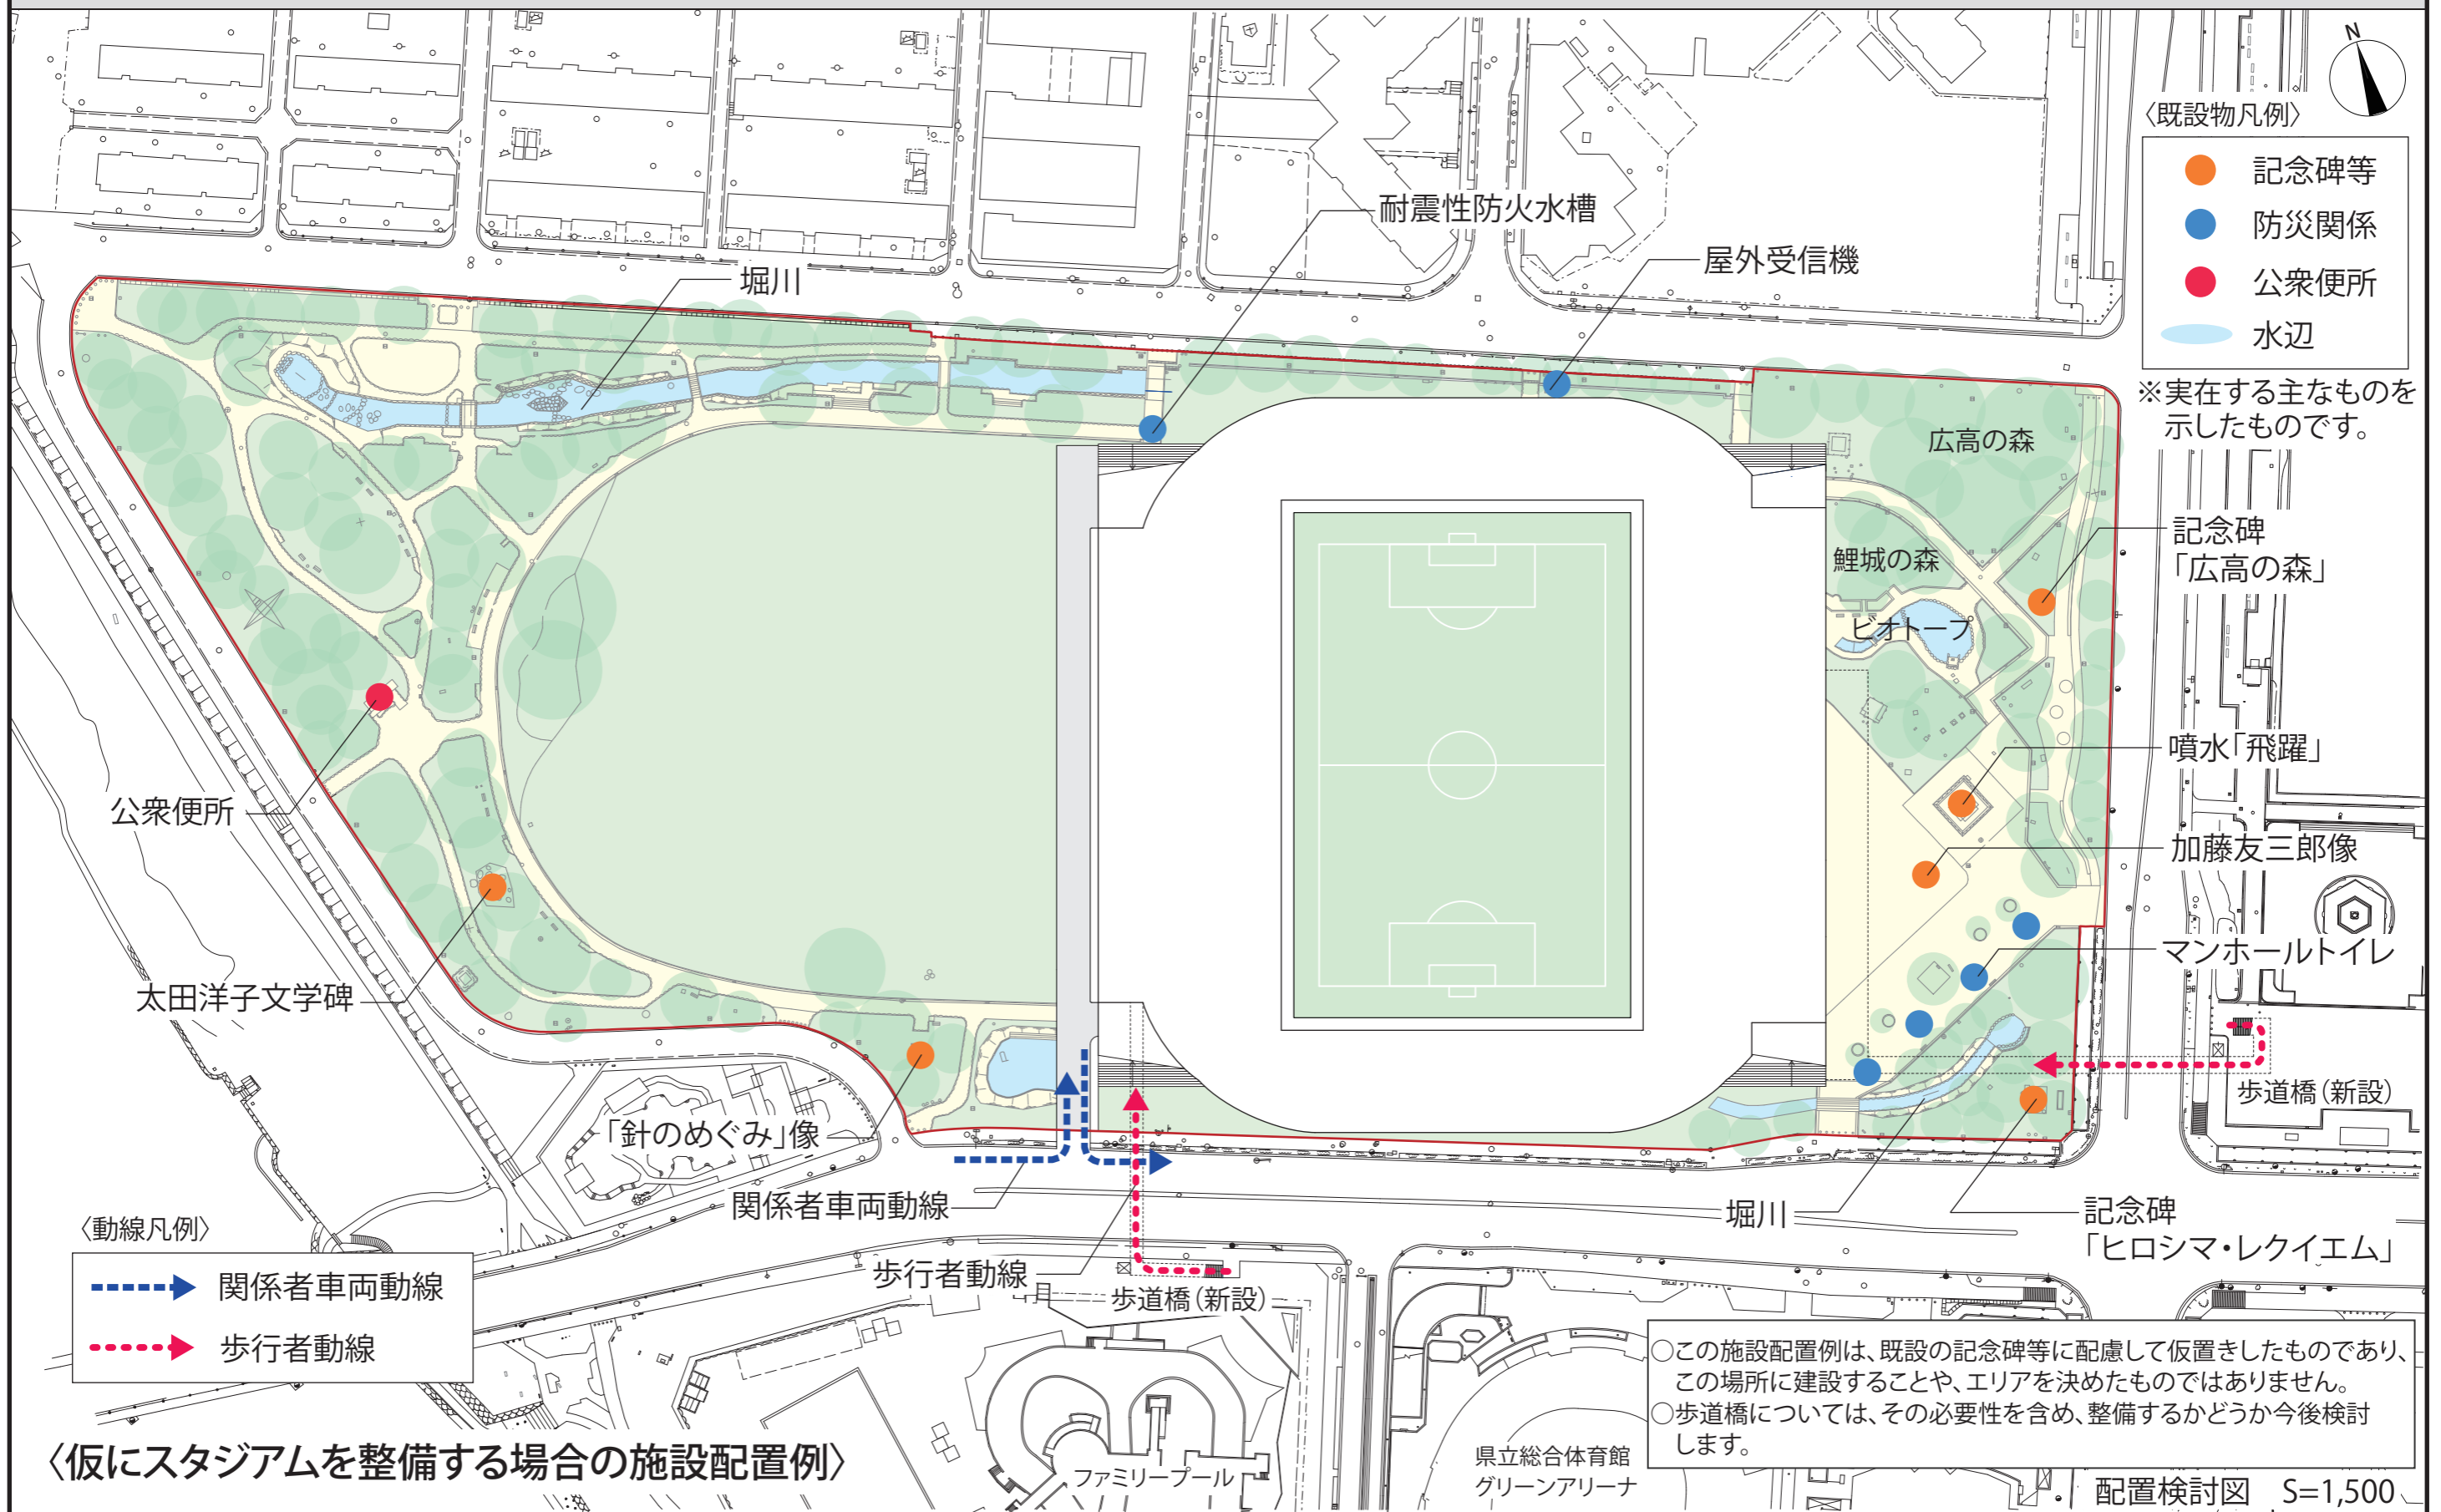 N
〈既設物凡例〉
記念碑等
防災関係
公衆便所
水辺
※実在する主なものを
示したものです。
耐震性防火水槽
屋外受信機
堀川
広高の森
鯉城の森
ビオトープ
記念碑
「広高の森」
噴水「飛躍」
加藤友三郎像
マンホールトイレ
歩道橋（新設）
公衆便所
太田洋子文学碑
「針のめぐみ」像
関係者車両動線
歩行者動線
歩道橋（新設）
堀川
記念碑
「ヒロシマ・レクイエム」
〈動線凡例〉
関係者車両動線
歩行者動線
○この施設配置例は、既設の記念碑等に配慮して仮置きしたものであり、
この場所に建設することや、エリアを決めたものではありません。
○歩道橋については、その必要性を含め、整備するかどうか今後検討
します。
〈仮にスタジアムを整備する場合の施設配置例〉
ファミリープール
県立総合体育館
グリーンアリーナ
配置検討図　S=1,500